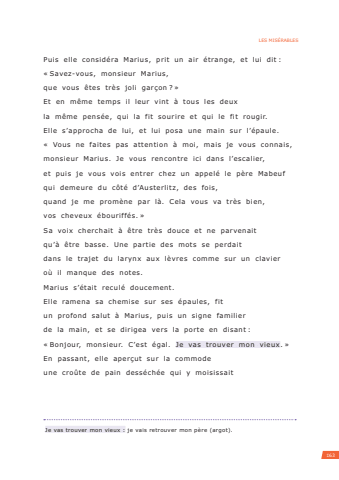 LES MISÉRABLES
Puis elle considéra Marius, prit un air étrange, et lui dit :
« Savez-vous, monsieur Marius,
que vous êtes très joli garçon ? »
Et en même temps il leur vint à tous les deux
la même pensée, qui la fit sourire et qui le fit rougir.
Elle s'approcha de lui, et lui posa une main sur l'épaule.
« Vous ne faites pas attention à moi, mais je vous connais,
monsieur Marius. Je vous rencontre ici dans l'escalier,
et puis je vous vois entrer chez un appelé le père Mabeuf
qui demeure du côté d'Austerlitz, des fois,
quand je me promène par là. Cela vous va très bien,
vos cheveux ébouriffés. »
Sa voix cherchait à être très douce et ne parvenait
qu'à être basse. Une partie des mots se perdait
dans le trajet du larynx aux lèvres comme sur un clavier
où il manque des notes.
Marius s'était reculé doucement.
Elle ramena sa chemise sur ses épaules, fit
un profond salut à Marius, puis un signe familier
de la main, et se dirigea vers la porte en disant :
« Bonjour, monsieur. C'est égal. Je vas trouver mon vieux. »
En passant, elle aperçut sur la commode
une croûte de pain desséchée qui y moisissait
Je vas trouver mon vieux : je vais retrouver mon père (argot).
163